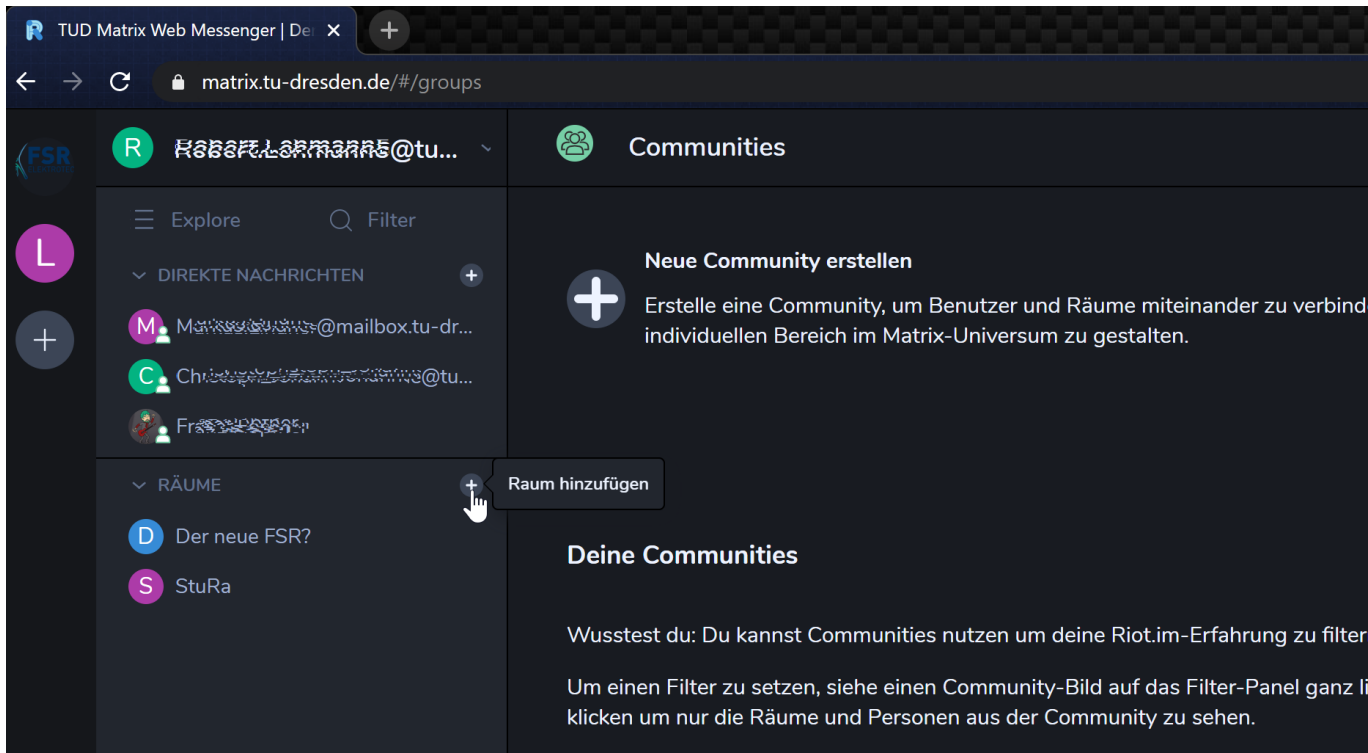 TUD Matrix Web Messenger | De
matrix.tu-dresden.de/#/groups
FSR
R
@tu...
Communities
Explore
Filter
L
DIREKTE NACHRICHTEN
M
@mailbox.tu-dr...
C
@tu...
Neue Community erstellen
Erstelle eine Community, um Benutzer und Räume miteinander zu verbind
individuellen Bereich im Matrix-Universum zu gestalten.
RÄUME
Raum hinzufügen
D
Der neue FSR?
S
StuRa
Deine Communities
Wusstest du: Du kannst Communities nutzen um deine Riot.im-Erfahrung zu filter
Um einen Filter zu setzen, siehe einen Community-Bild auf das Filter-Panel ganz li
klicken um nur die Räume und Personen aus der Community zu sehen.